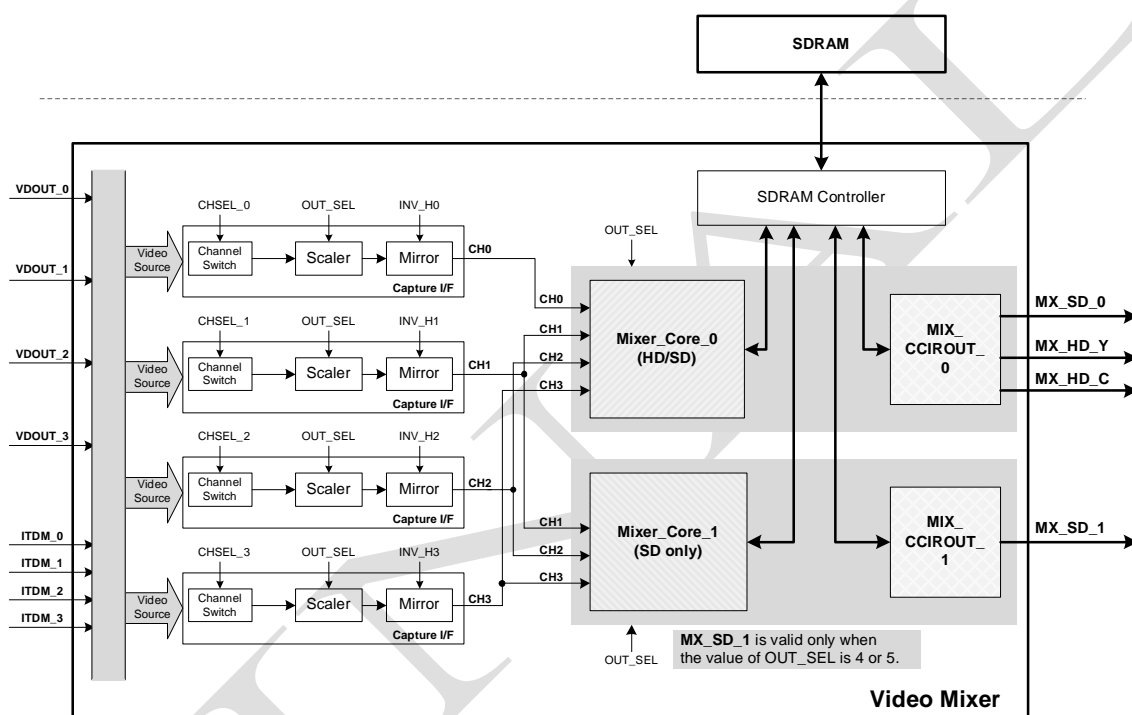 SDRAM
SDRAM Controller
VDOUT_0
VDOUT_1
VDOUT_2
VDOUT_3
ITDM_0
ITDM_1
ITDM_2
ITDM_3
CHSEL_0 OUT_SEL INV_H0
Video
Source
Channel
Switch
Scaler
Mirror
CH0
Capture I/F
CHSEL_1 OUT_SEL INV_H1
Video
Source
Channel
Switch
Scaler
Mirror
CH1
Capture I/F
CHSEL_2 OUT_SEL INV_H2
Video
Source
Channel
Switch
Scaler
Mirror
CH2
Capture I/F
CHSEL_3 OUT_SEL INV_H3
Video
Source
Channel
Switch
Scaler
Mirror
CH3
Capture I/F
OUT_SEL
CH0
CH1
CH2
CH3
Mixer_Core_0
(HD/SD)
MIX_
CCIROUT_
0
MX_SD_0
MX_HD_Y
MX_HD_C
CH1
CH2
CH3
Mixer_Core_1
(SD only)
MIX_
CCIROUT_
1
MX_SD_1
OUT_SEL
MX_SD_1 is valid only when
the value of OUT_SEL is 4 or 5.
Video Mixer